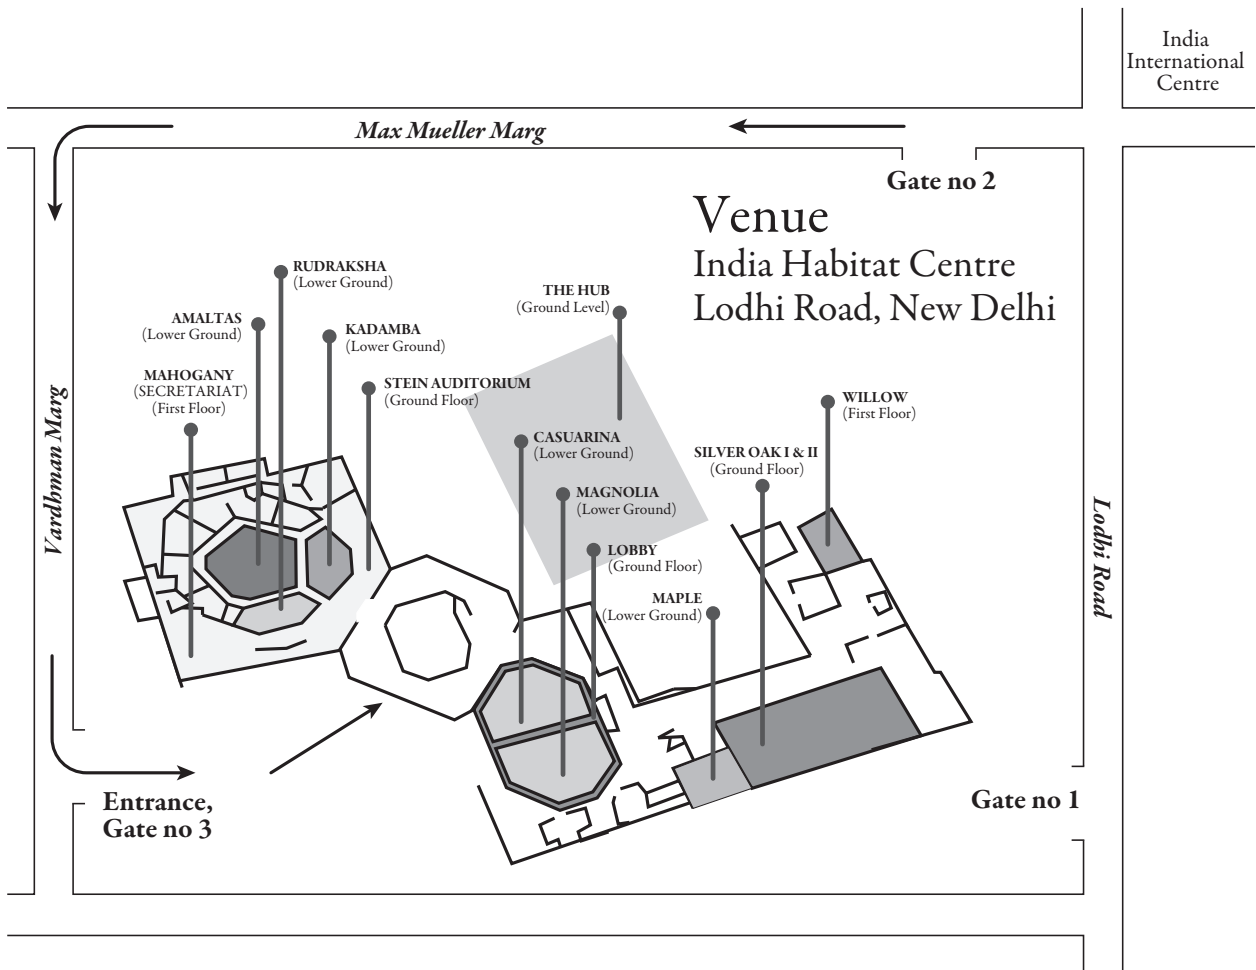 India
International
Centre
Max Mueller Marg
Gate no 2
Venue
India Habitat Centre
Lodhi Road, New Delhi
RUDRAKSHA
(Lower Ground)
THE HUB
(Ground Level)
AMALTAS
(Lower Ground)
KADAMBA
(Lower Ground)
MAHOGANY
(SECRETARIAT)
(First Floor)
STEIN AUDITORIUM
(Ground Floor)
WILLOW
(First Floor)
CASUARINA
(Lower Ground)
SILVER OAK I & II
(Ground Floor)
MAGNOLIA
(Lower Ground)
LOBBY
(Ground Floor)
MAPLE
(Lower Ground)
Vardhman Marg
Lodhi Road
Entrance,
Gate no 3
Gate no 1